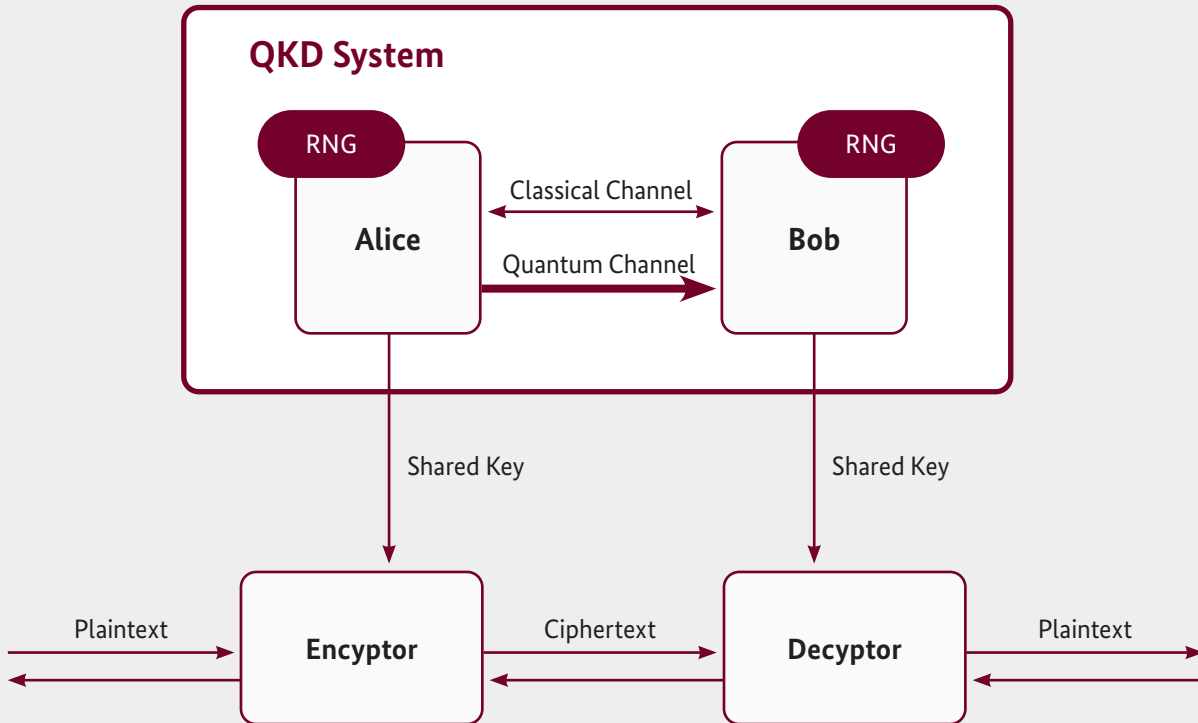 QKD System
RNG
RNG
Classical Channel
Alice
Bob
Quantum Channel
Shared Key
Shared Key
Plaintext
Ciphertext
Plaintext
Encyptor
Decyptor